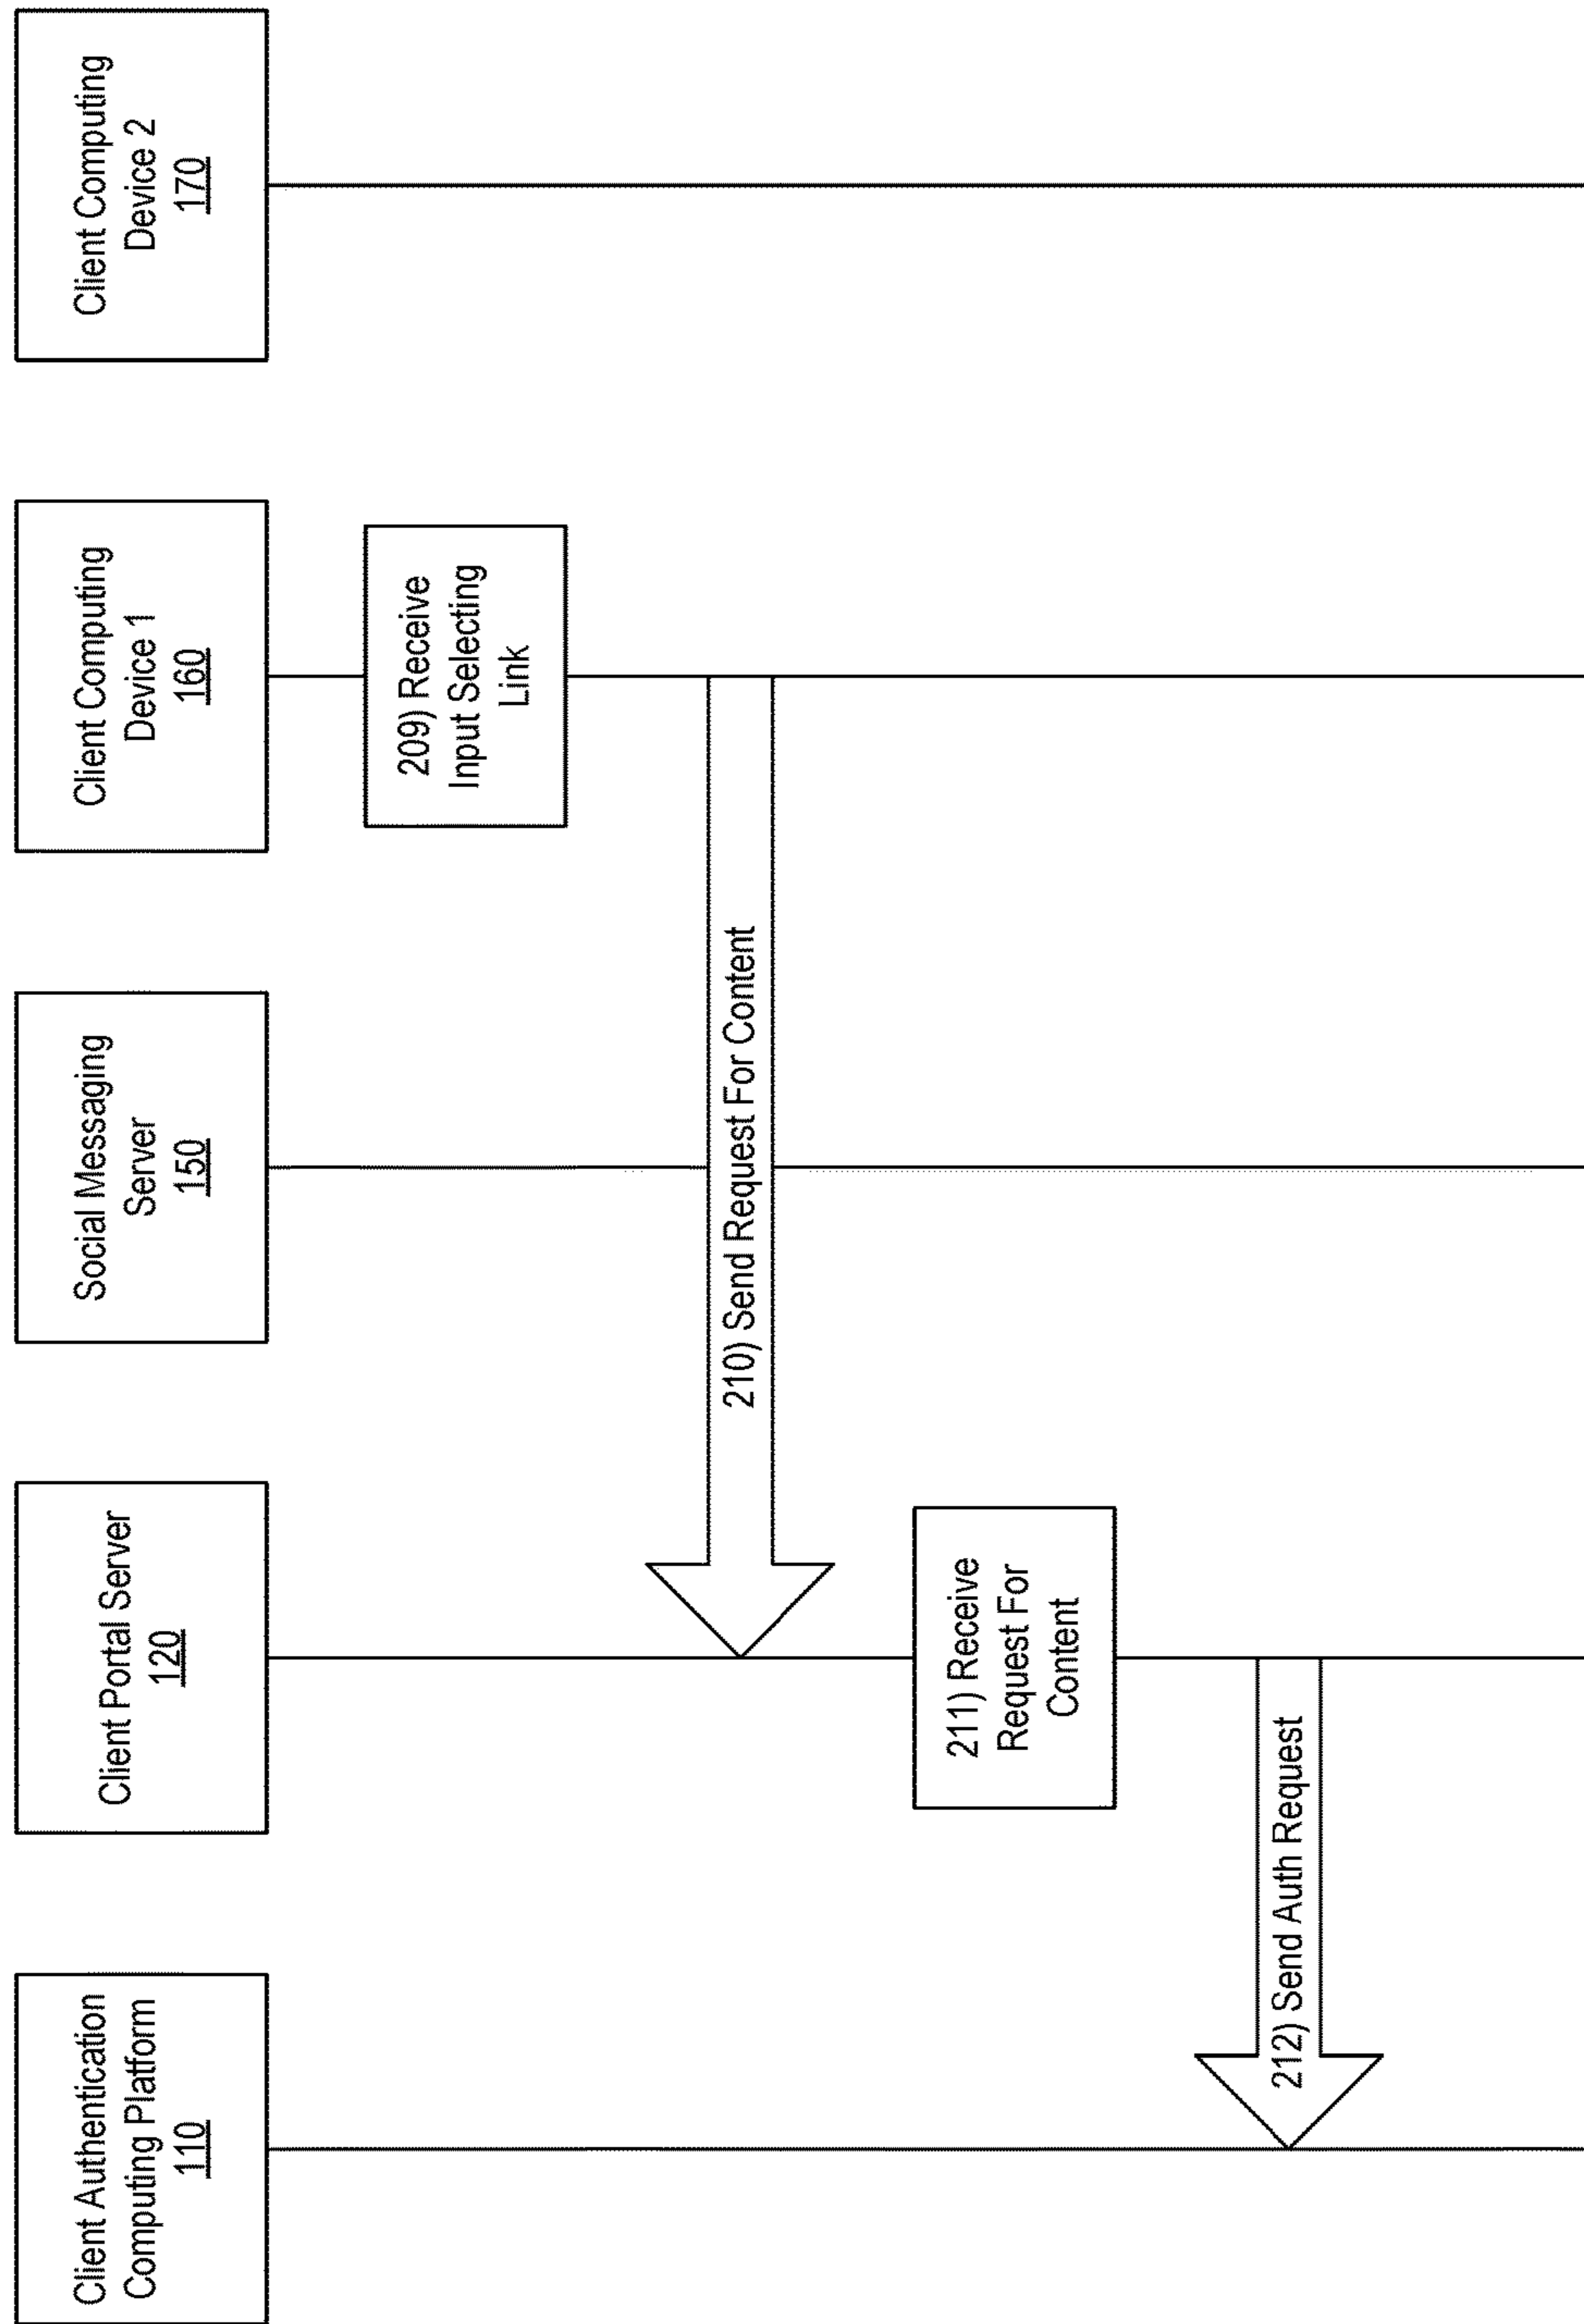 Client Authentication
Computing Platform
110
Client Portal Server
120
Social Messaging
Server
150
Client Computing
Device 1
160
Client Computing
Device 2
170
209) Receive
Input Selecting
Link
210) Send Request For Content
211) Receive
Request For
Content
212) Send Auth Request